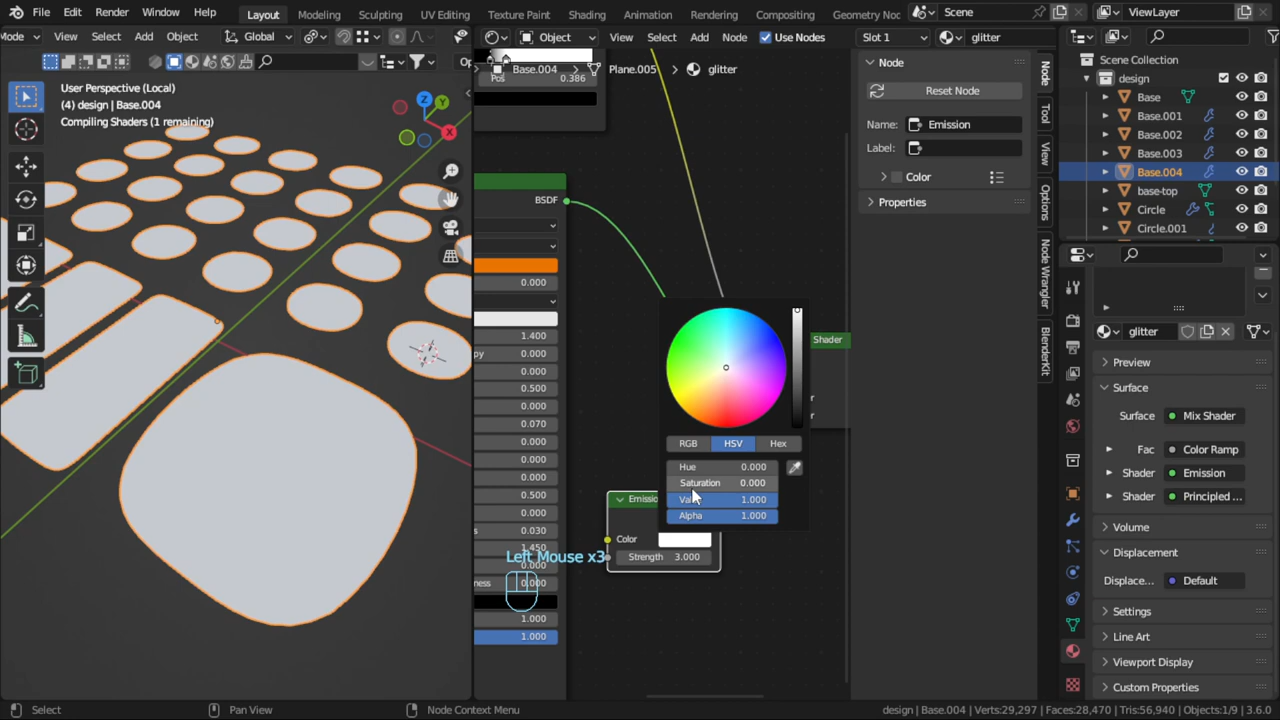 File Edit Render Window Help Layout Modeling Sculpting UV Editing Texture Paint Shading Animation Rendering Compositing Geometry Noc Scene ViewLayer
Mode View Select Add Object Global
Object View Select Add Node Use Nodes Slot 1 glitter
User Perspective (Local)
(4) design | Base.004
Compiling Shaders (1 remaining)
Base.004 Plane.005 glitter
Pos 0.386
BSDF
0.000
1.400
py 0.000
0.000
0.500
0.070
0.000
0.000
0.000
0.500
0.000
s 0.030
1.450
0.000
ness 0.000
1.000
1.000
Shader
r
r
RGB HSV Hex
Hue 0.000
Saturation 0.000
Val 1.000
Alpha 1.000
Emissio
Color
Strength 3.000
Left Mouse x3
Node
Reset Node
Name: Emission
Label:
Color
Properties
Node
Tool
View
Options
Node Wrangler
BlenderKit
Scene Collection
design
Base
Base.001
Base.002
Base.003
Base.004
base-top
Circle
Circle.001
glitter
Preview
Surface
Surface Mix Shader
Fac Color Ramp
Shader Emission
Shader Principled ...
Volume
Displacement
Displace... Default
Settings
Line Art
Viewport Display
Custom Properties
Select Pan View Node Context Menu design | Base.004 | Verts:29,297 | Faces:28,470 | Tris:56,940 | Objects:1/9 | 3.6.0